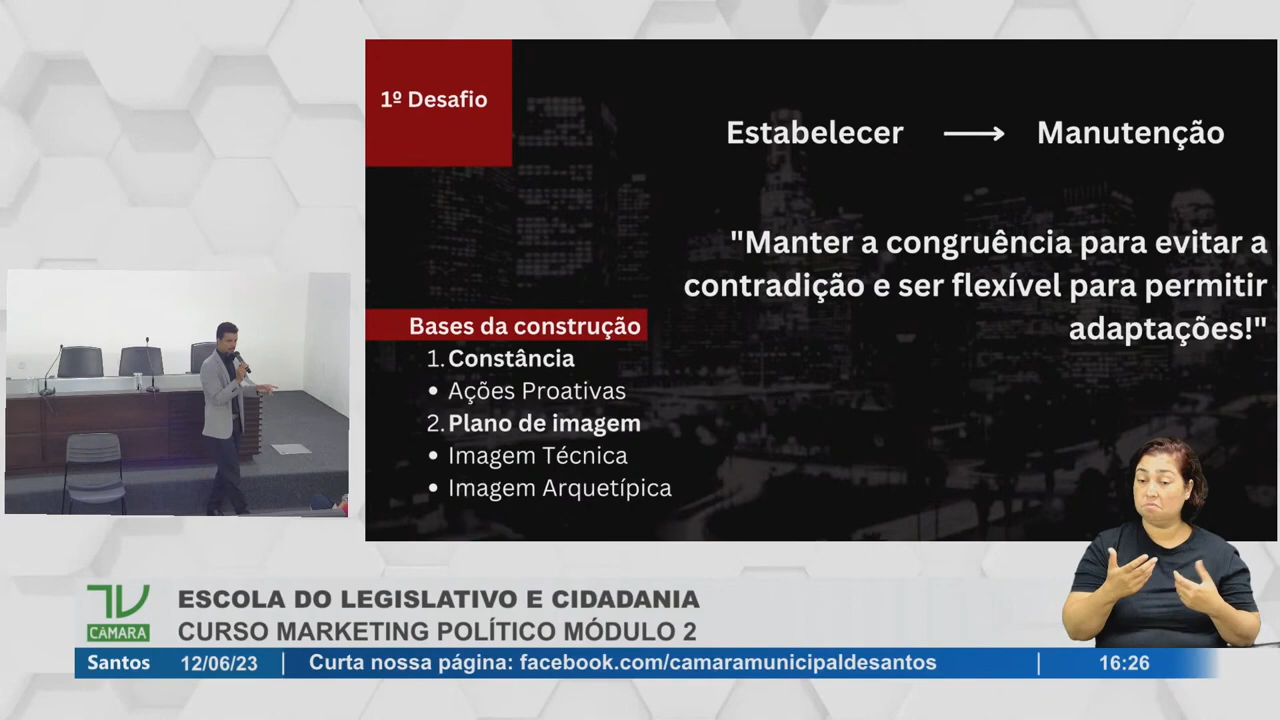 1º Desafio
Estabelecer → Manutenção
"Manter a congruência para evitar a
contradição e ser flexível para permitir
adaptações!"
Bases da construção
1. Constância
• Ações Proativas
2. Plano de imagem
• Imagem Técnica
• Imagem Arquetípica
TV CÂMARA
ESCOLA DO LEGISLATIVO E CIDADANIA
CURSO MARKETING POLÍTICO MÓDULO 2
Santos 12/06/23 | Curta nossa página: facebook.com/camaramunicipaldesantos | 16:26